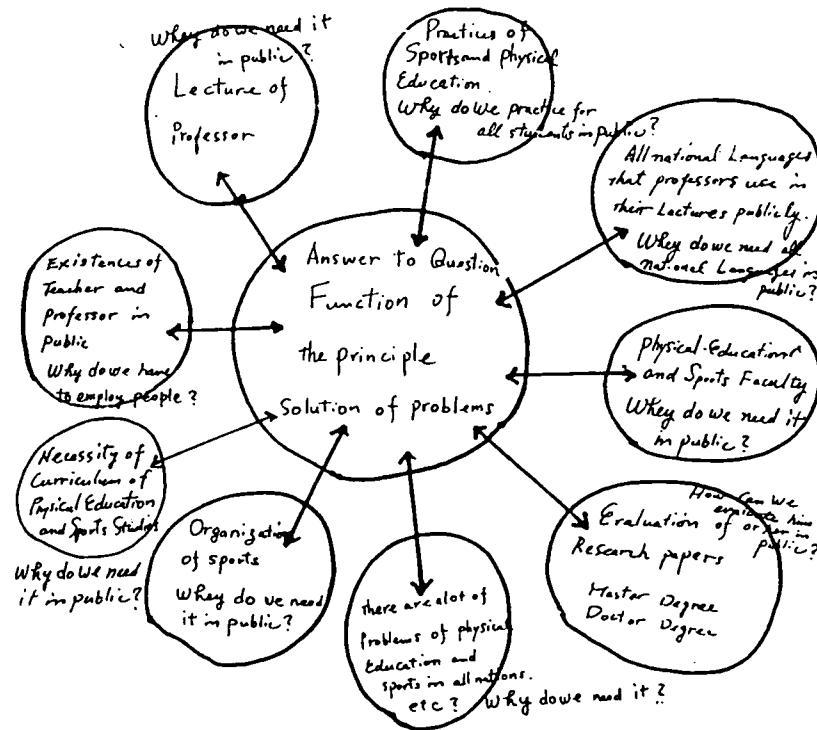 Whey do we need it
in public?
Lecture of
Professor
Practices of
Sports and physical
Education.
Why do we practice for
all students in public?
All national Languages
that professors use in
their Lectures publicly.
Whey do we need all
national Languages in
public?
Existences of
Teacher and
professor in
Public
Why do we have
to employ people?
Answer to Question
Function of
the principle
Solution of problems
Physical-Education
and Sports Faculty
Whey do we need it
in public?
Necessity of
Curriculum of
Physical Education
and Sports Studies
Why do we need
it in public?
Organization
of sports
Whey do we need
it in public?
There are alot of
Problems of physical
Education and
sports in all nations.
etc? Why do we need it?
How Can We
evaluate him
or her in
public?
Evaluation of
Research papers
Master Degree
Doctor Degree